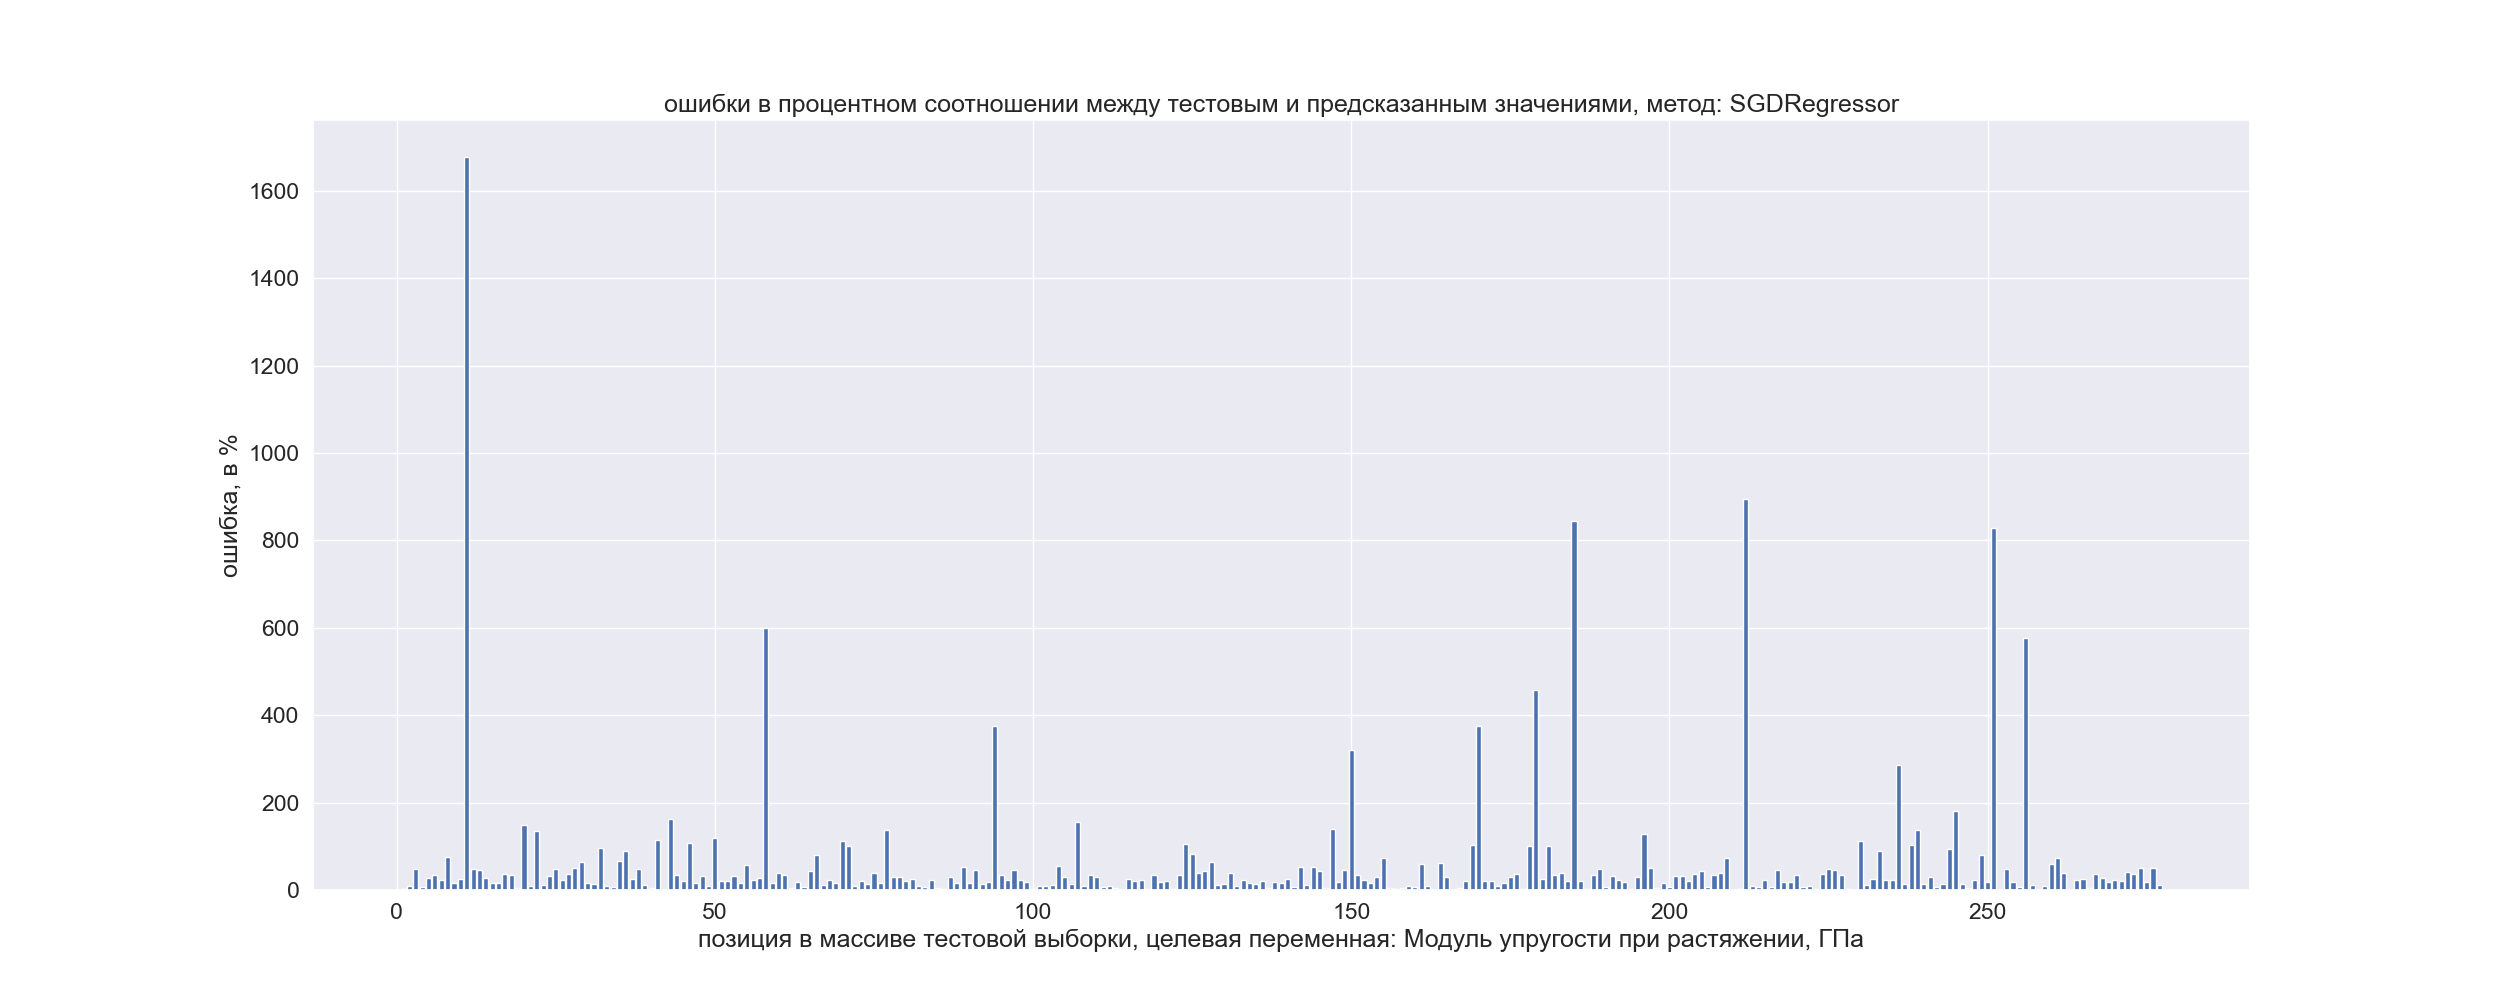 ошибки в процентном соотношении между тестовым и предсказанным значениями, метод: SGDRegressor
ошибка, в %
1600
1400
1200
1000
800
600
400
200
0
0 50 100 150 200 250
позиция в массиве тестовой выборки, целевая переменная: Модуль упругости при растяжении, ГПа